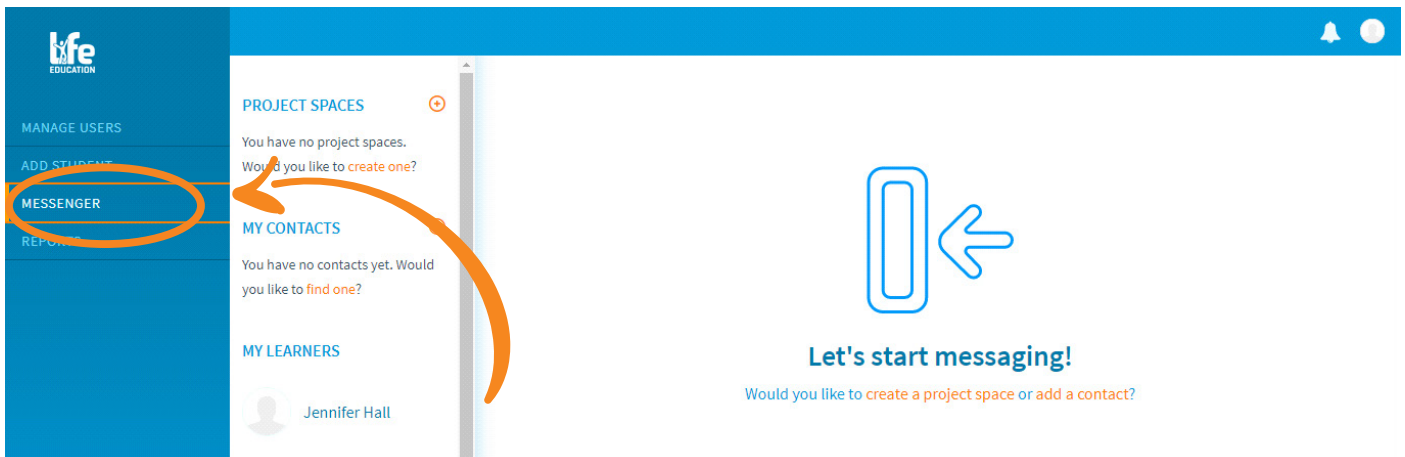 life
EDUCATION
MANAGE USERS
ADD STUDENT
MESSENGER
REPORTS
PROJECT SPACES
You have no project spaces.
Would you like to create one?
MY CONTACTS
You have no contacts yet. Would
you like to find one?
MY LEARNERS
Jennifer Hall
Let's start messaging!
Would you like to create a project space or add a contact?